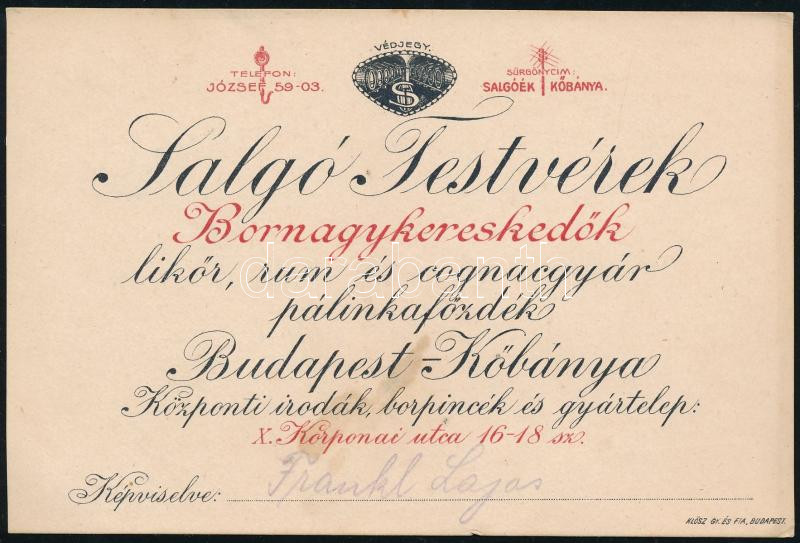 VÉDJEGY.
TELEFON:
JÓZSEF 59-03.
SÜRGÖNYCIM:
SALGÓÉK KŐBÁNYA.
Salgó Testvérek
Bornagykereskedők
likőr, rum és cognacgyár
pálinkafőzdék
Budapest-Kőbánya
Központi irodák, borpincék és gyártelep:
X. Korponai utca 16-18 sz.
Képviselve: Frankl Lajos
KLÖSZ GY. ÉS FIA, BUDAPEST.
darabanth